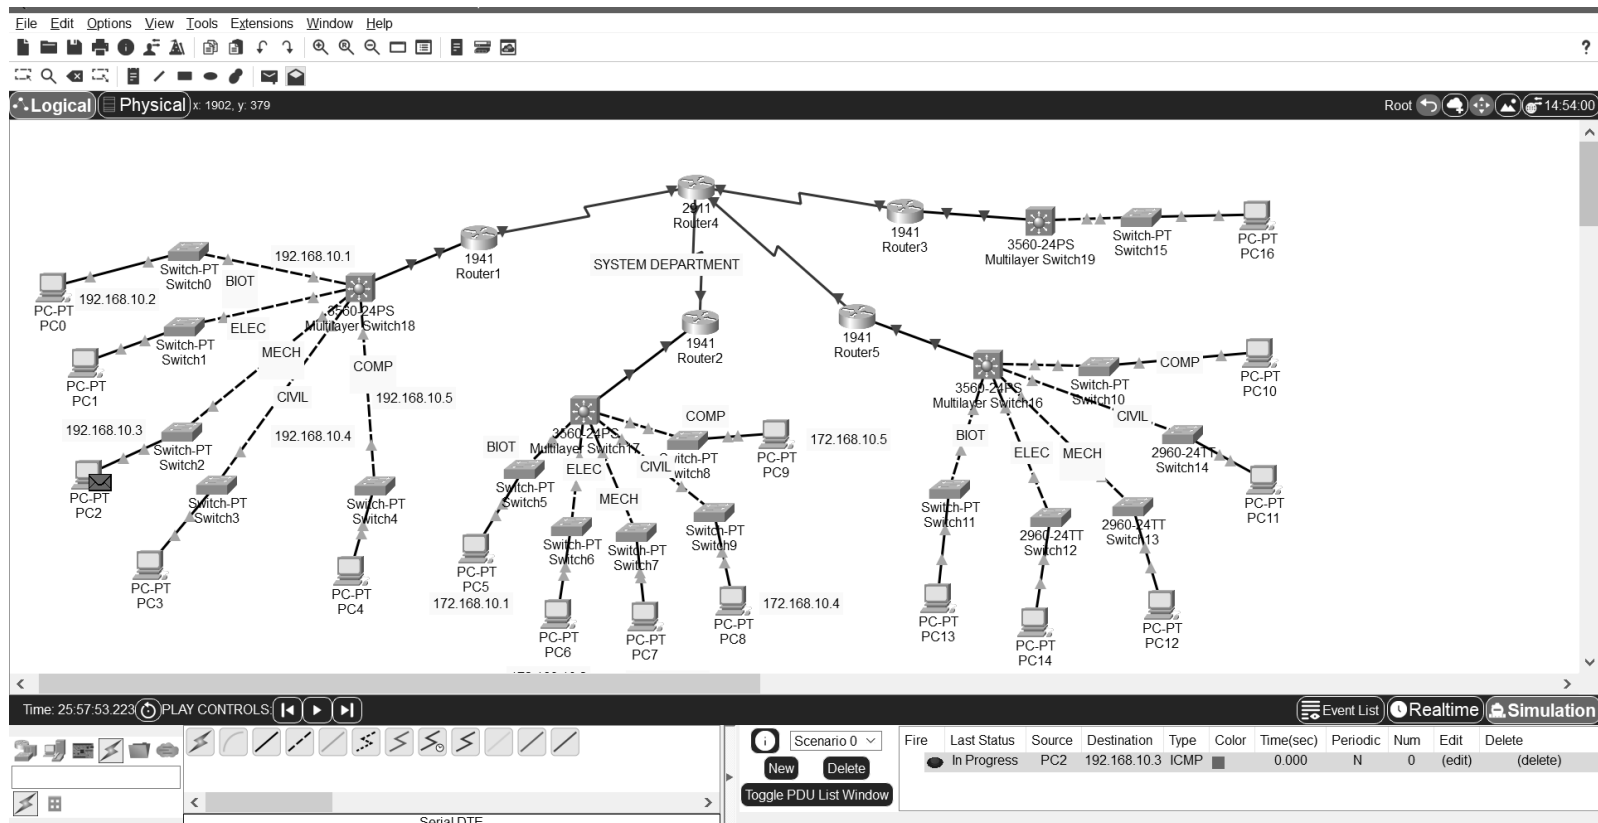 File Edit Options View Tools Extensions Window Help
?
Logical Physical x: 1902, y: 379 Root 14:54:00
2911
Router4
SYSTEM DEPARTMENT
1941
Router1
1941
Router3
3560-24PS
Multilayer Switch19
Switch-PT
Switch15
PC-PT
PC16
192.168.10.1
Switch-PT
Switch0
BIOT
192.168.10.2
PC-PT
PC0
3560-24PS
Multilayer Switch18
ELEC
Switch-PT
Switch1
MECH
COMP
PC-PT
PC1
CIVIL
192.168.10.5
192.168.10.3
192.168.10.4
Switch-PT
Switch2
PC-PT
PC2
Switch-PT
Switch3
Switch-PT
Switch4
PC-PT
PC3
PC-PT
PC4
1941
Router2
1941
Router5
3560-24PS
Multilayer Switch17
BIOT
ELEC
MECH
CIVIL
COMP
Switch-PT
Switch8
PC-PT
PC9
172.168.10.5
Switch-PT
Switch5
Switch-PT
Switch6
Switch-PT
Switch7
Switch-PT
Switch9
PC-PT
PC5
172.168.10.1
PC-PT
PC6
PC-PT
PC7
PC-PT
PC8
172.168.10.4
3560-24PS
Multilayer Switch16
Switch-PT
Switch10
COMP
PC-PT
PC10
CIVIL
BIOT
ELEC
MECH
2960-24TT
Switch14
PC-PT
PC11
Switch-PT
Switch11
2960-24TT
Switch12
2960-24TT
Switch13
PC-PT
PC13
PC-PT
PC14
PC-PT
PC12
Time: 25:57:53.223 PLAY CONTROLS: Event List Realtime Simulation
Scenario 0
New Delete
Toggle PDU List Window
Fire Last Status Source Destination Type Color Time(sec) Periodic Num Edit Delete
In Progress PC2 192.168.10.3 ICMP 0.000 N 0 (edit) (delete)
Serial DTE